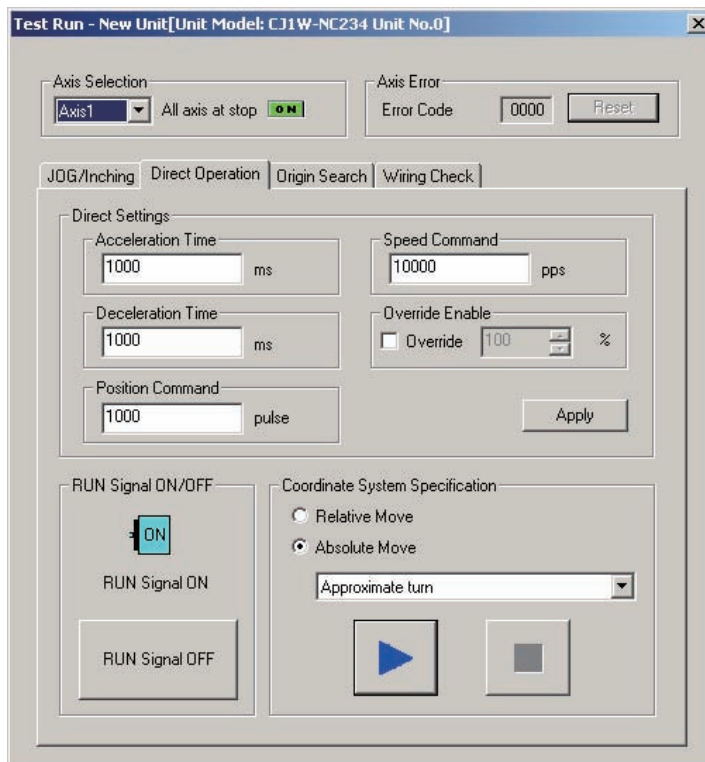 Test Run - New Unit[Unit Model: CJ1W-NC234 Unit No.0]
Axis Selection
Axis1 All axis at stop ON
Axis Error
Error Code 0000 Reset
JOG/Inching Direct Operation Origin Search Wiring Check
Direct Settings
Acceleration Time
1000 ms
Speed Command
10000 pps
Deceleration Time
1000 ms
Override Enable
Override 100 %
Position Command
1000 pulse
Apply
RUN Signal ON/OFF
ON
RUN Signal ON
RUN Signal OFF
Coordinate System Specification
Relative Move
Absolute Move
Approximate turn